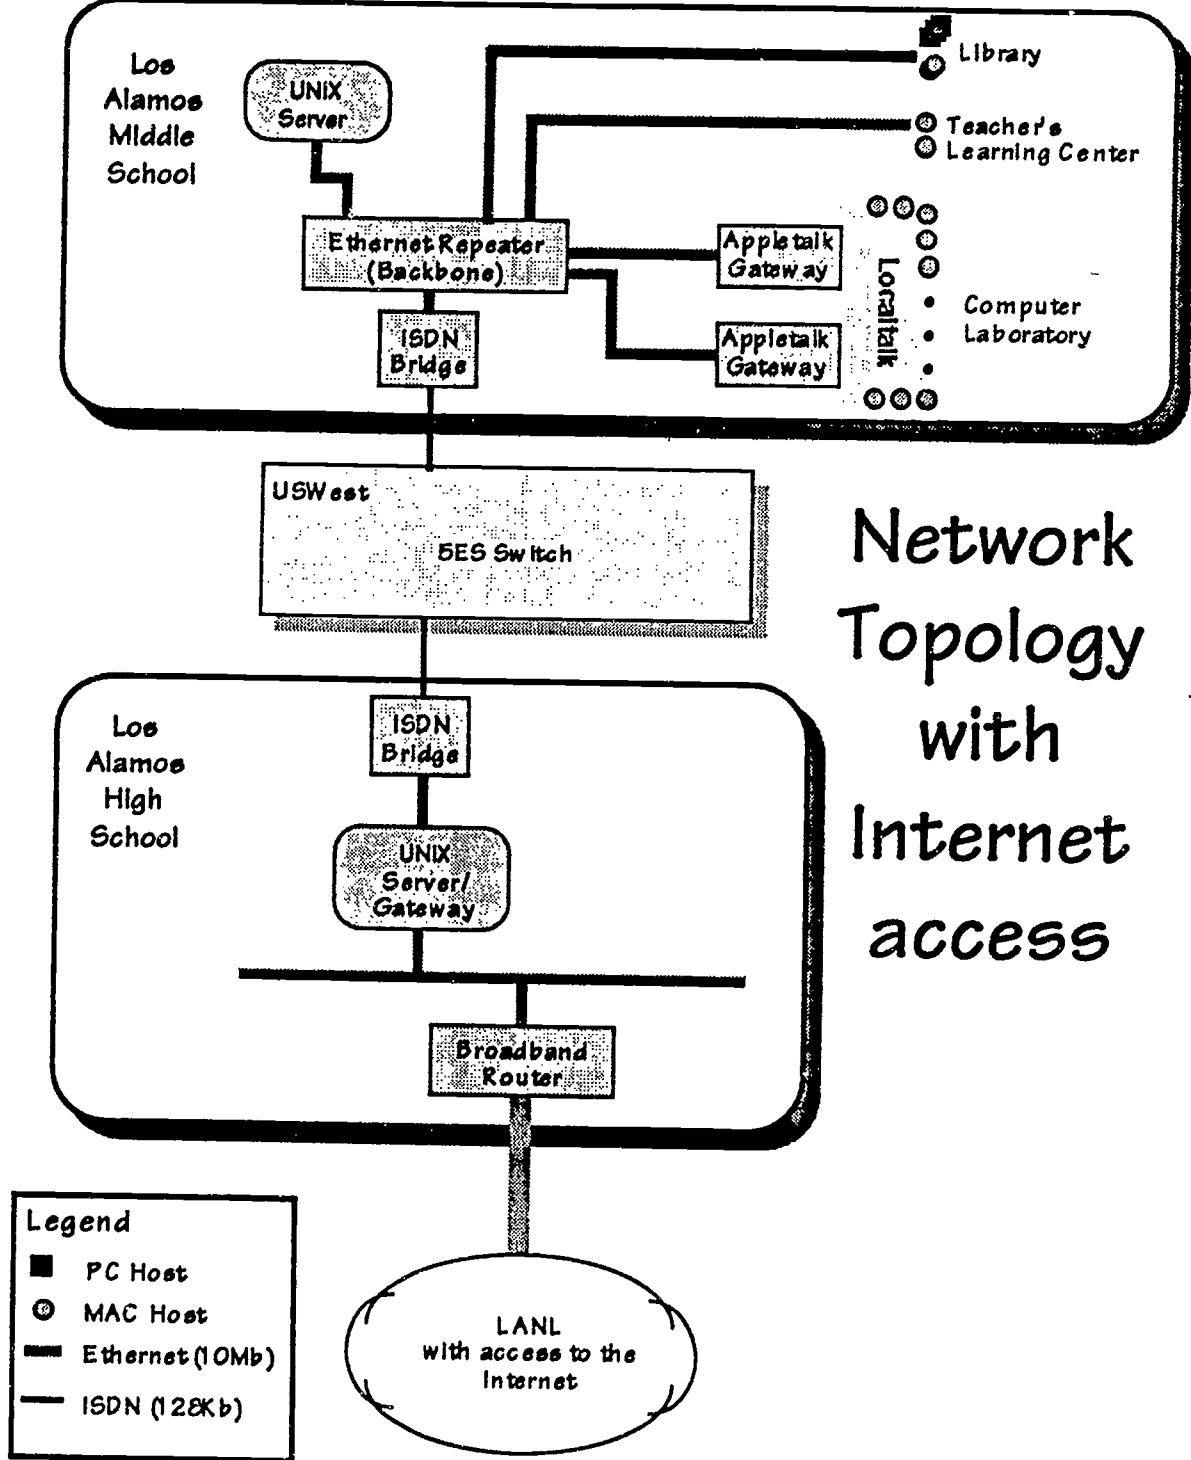 Los
Alamos
Middle
School
UNIX
Server
Library
Teacher's
Learning Center
Ethernet Repeater
(Backbone)
Appletalk
Gateway
Localtalk
Computer
Laboratory
ISDN
Bridge
Appletalk
Gateway
USWest
5ES Switch
Network
Topology
with
Internet
access
Los
Alamos
High
School
ISDN
Bridge
UNIX
Server/
Gateway
Broadband
Router
Legend
PC Host
MAC Host
Ethernet (10Mb)
ISDN (128Kb)
LANL
with access to the
Internet